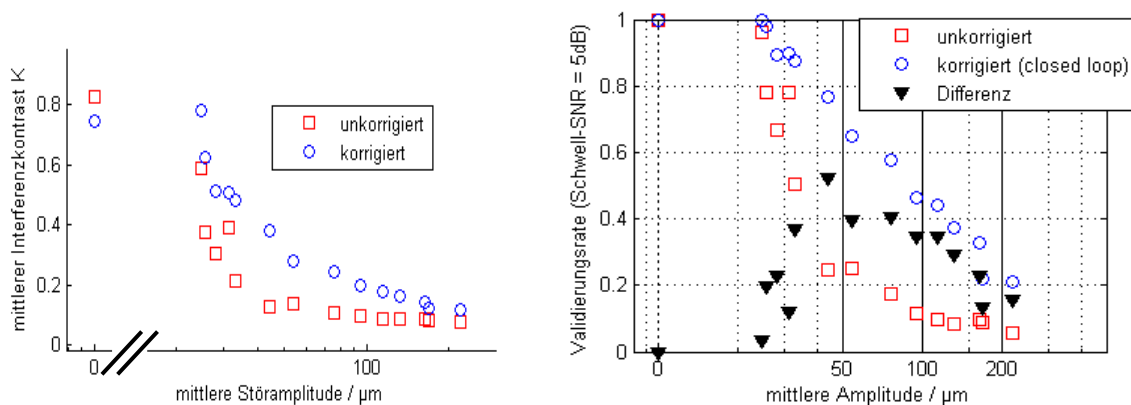 mittlerer Interferenzkontrast K
0.8
0.6
0.4
0.2
0
0
100
mittlere Störamplitude / µm
unkorrigiert
korrigiert
Validierungsrate (Schwell-SNR = 5dB)
1
0.8
0.6
0.4
0.2
0
0
50
100
200
mittlere Amplitude / µm
unkorrigiert
korrigiert (closed loop)
Differenz